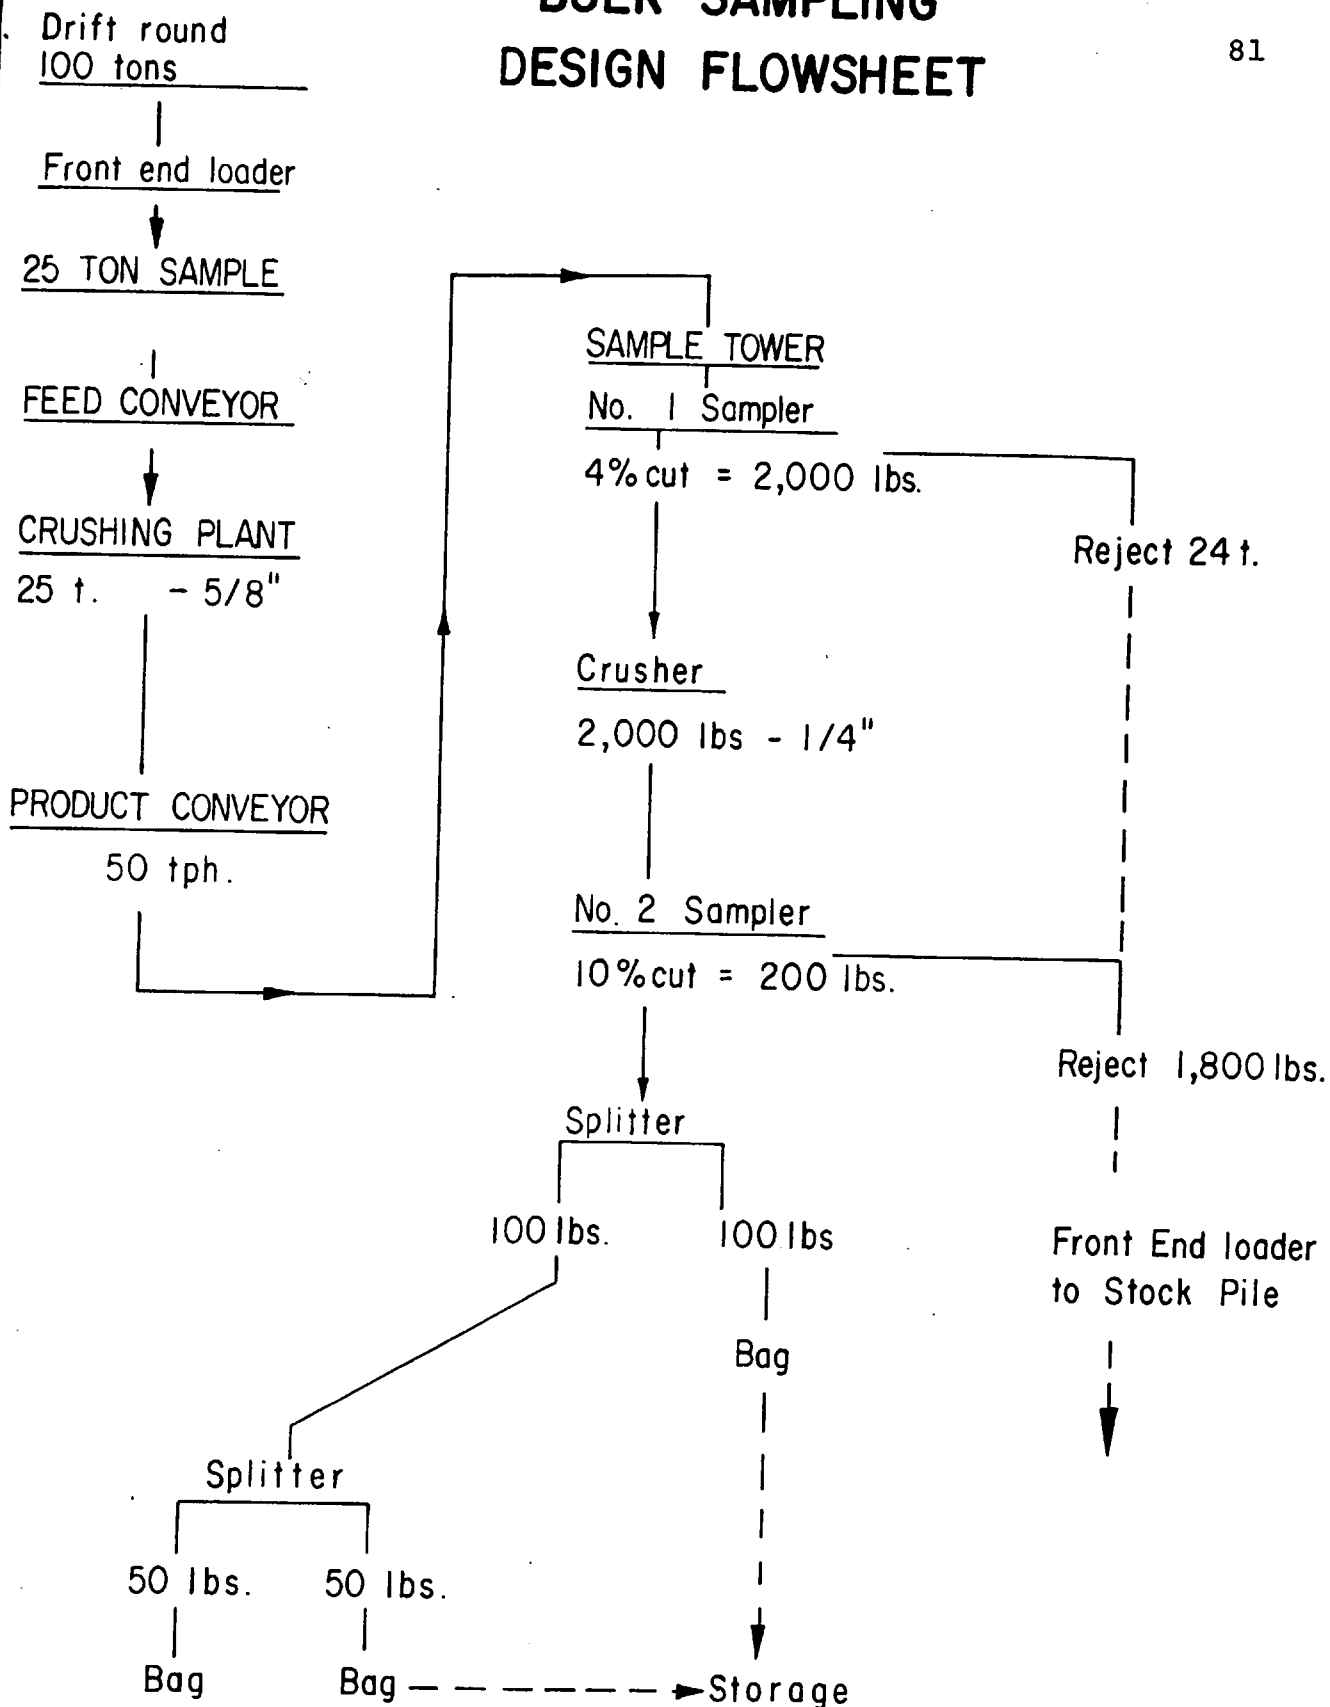 BULK SAMPLING
DESIGN FLOWSHEET
81
Drift round
100 tons
Front end loader
25 TON SAMPLE
FEED CONVEYOR
CRUSHING PLANT
25 t. - 5/8"
PRODUCT CONVEYOR
50 tph.
SAMPLE TOWER
No. 1 Sampler
4% cut = 2,000 lbs.
Reject 24 t.
Crusher
2,000 lbs - 1/4"
No. 2 Sampler
10% cut = 200 lbs.
Reject 1,800 lbs.
Splitter
100 lbs. 100 lbs
Front End loader
to Stock Pile
Bag
Splitter
50 lbs. 50 lbs.
Bag Bag Storage